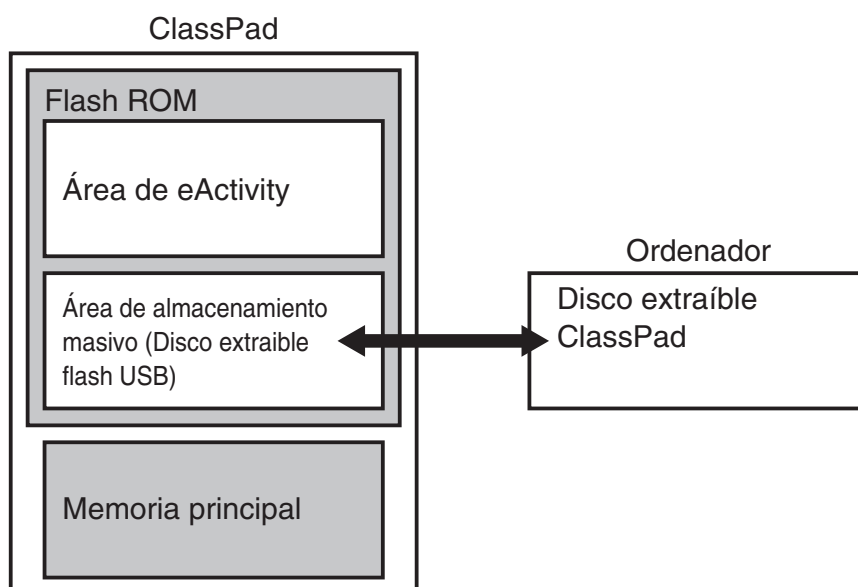 ClassPad
Flash ROM
Área de eActivity
Área de almacenamiento
masivo (Disco extraible
flash USB)
Memoria principal
Ordenador
Disco extraíble
ClassPad